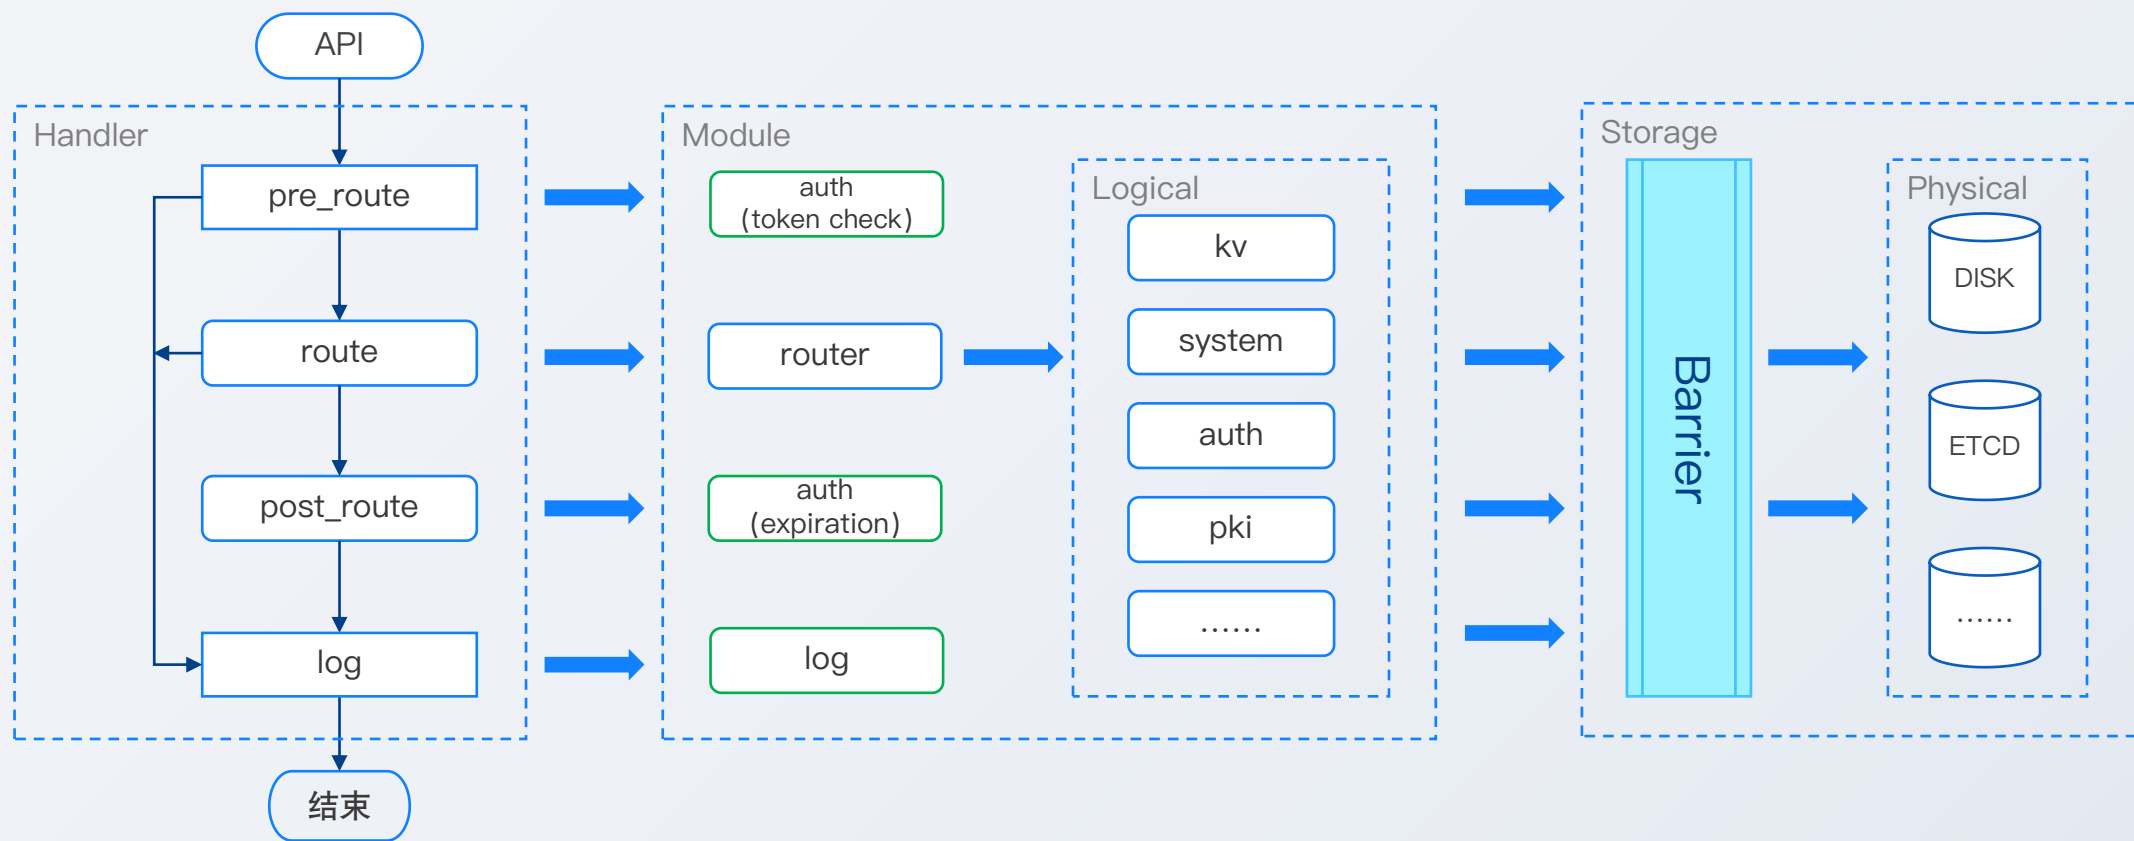 API
Handler
pre_route
route
post_route
log
结束
Module
auth
(token check)
router
auth
(expiration)
log
Logical
kv
system
auth
pki
......
Storage
Barrier
Physical
DISK
ETCD
......